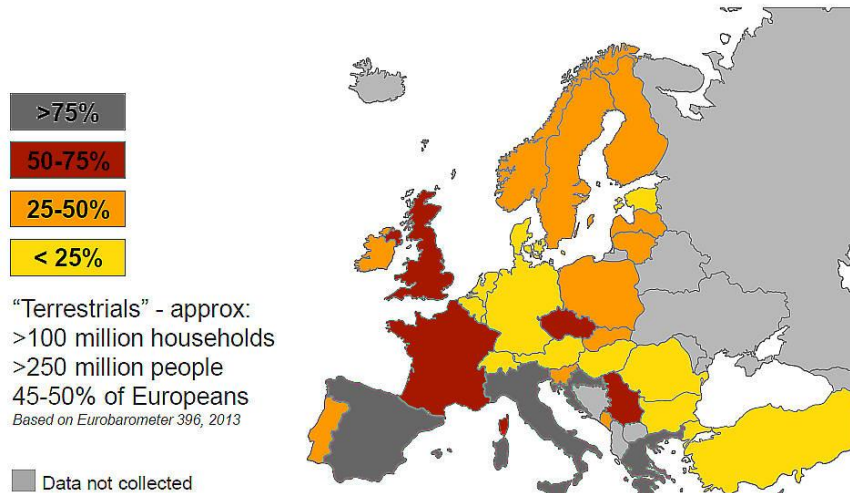 >75%
50-75%
25-50%
< 25%
“Terrestrials” - approx:
>100 million households
>250 million people
45-50% of Europeans
Based on Eurobarometer 396, 2013
Data not collected